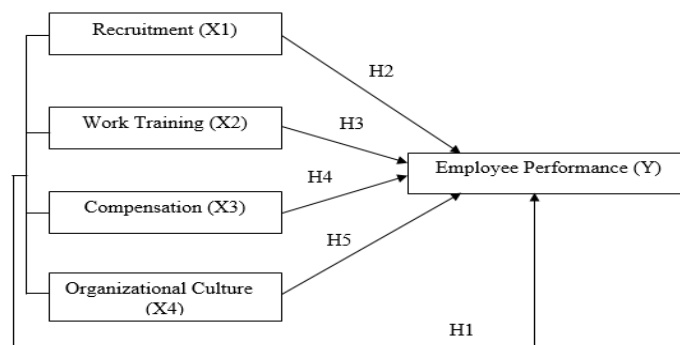 Recruitment (X1)
H2
Work Training (X2)
H3
Employee Performance (Y)
H4
Compensation (X3)
H5
Organizational Culture
(X4)
H1